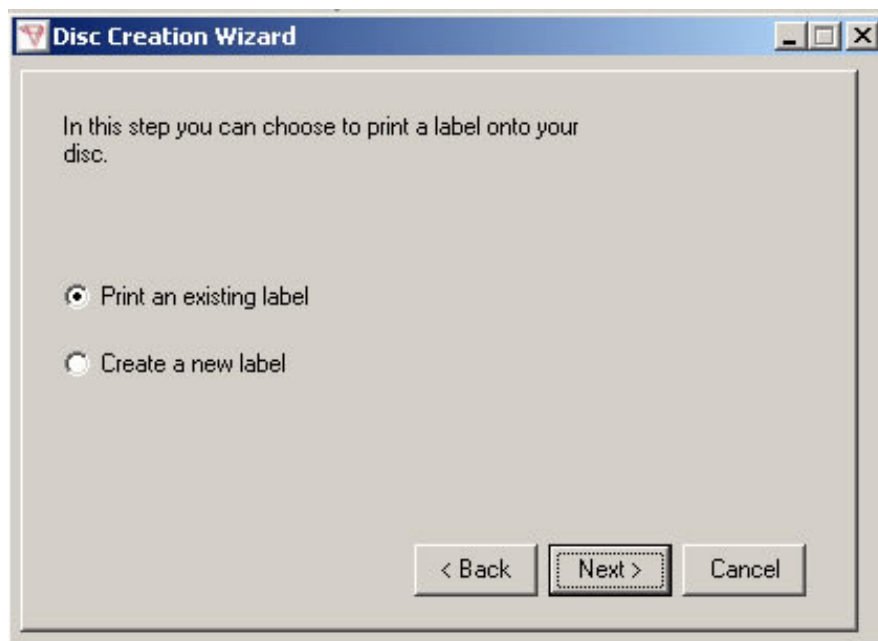 Disc Creation Wizard
In this step you can choose to print a label onto your
disc.
Print an existing label
Create a new label
< Back
Next >
Cancel